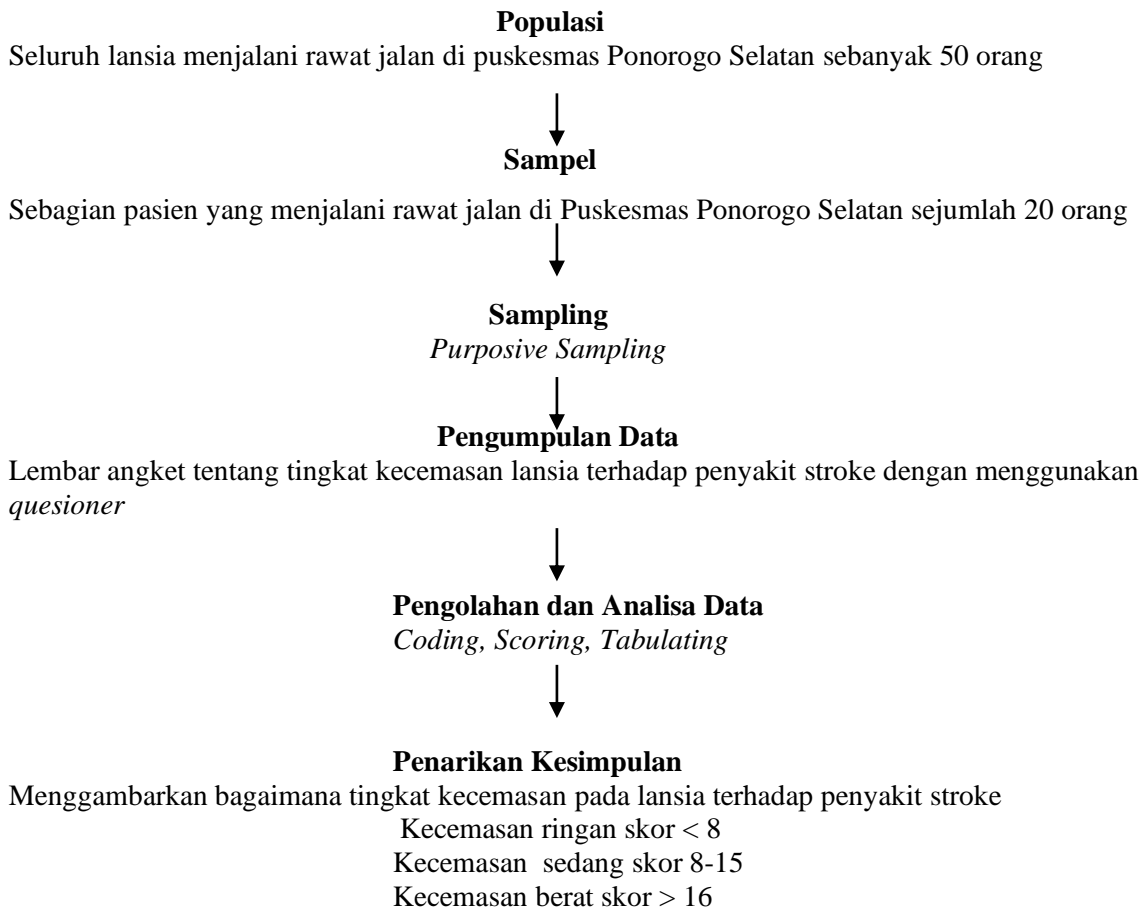 Populasi
Seluruh lansia menjalani rawat jalan di puskesmas Ponorogo Selatan sebanyak 50 orang
Sampel
Sebagian pasien yang menjalani rawat jalan di Puskesmas Ponorogo Selatan sejumlah 20 orang
Sampling
Purposive Sampling
Pengumpulan Data
Lembar angket tentang tingkat kecemasan lansia terhadap penyakit stroke dengan menggunakan
quesioner
Pengolahan dan Analisa Data
Coding, Scoring, Tabulating
Penarikan Kesimpulan
Menggambarkan bagaimana tingkat kecemasan pada lansia terhadap penyakit stroke
Kecemasan ringan skor < 8
Kecemasan  sedang skor 8-15
Kecemasan berat skor > 16